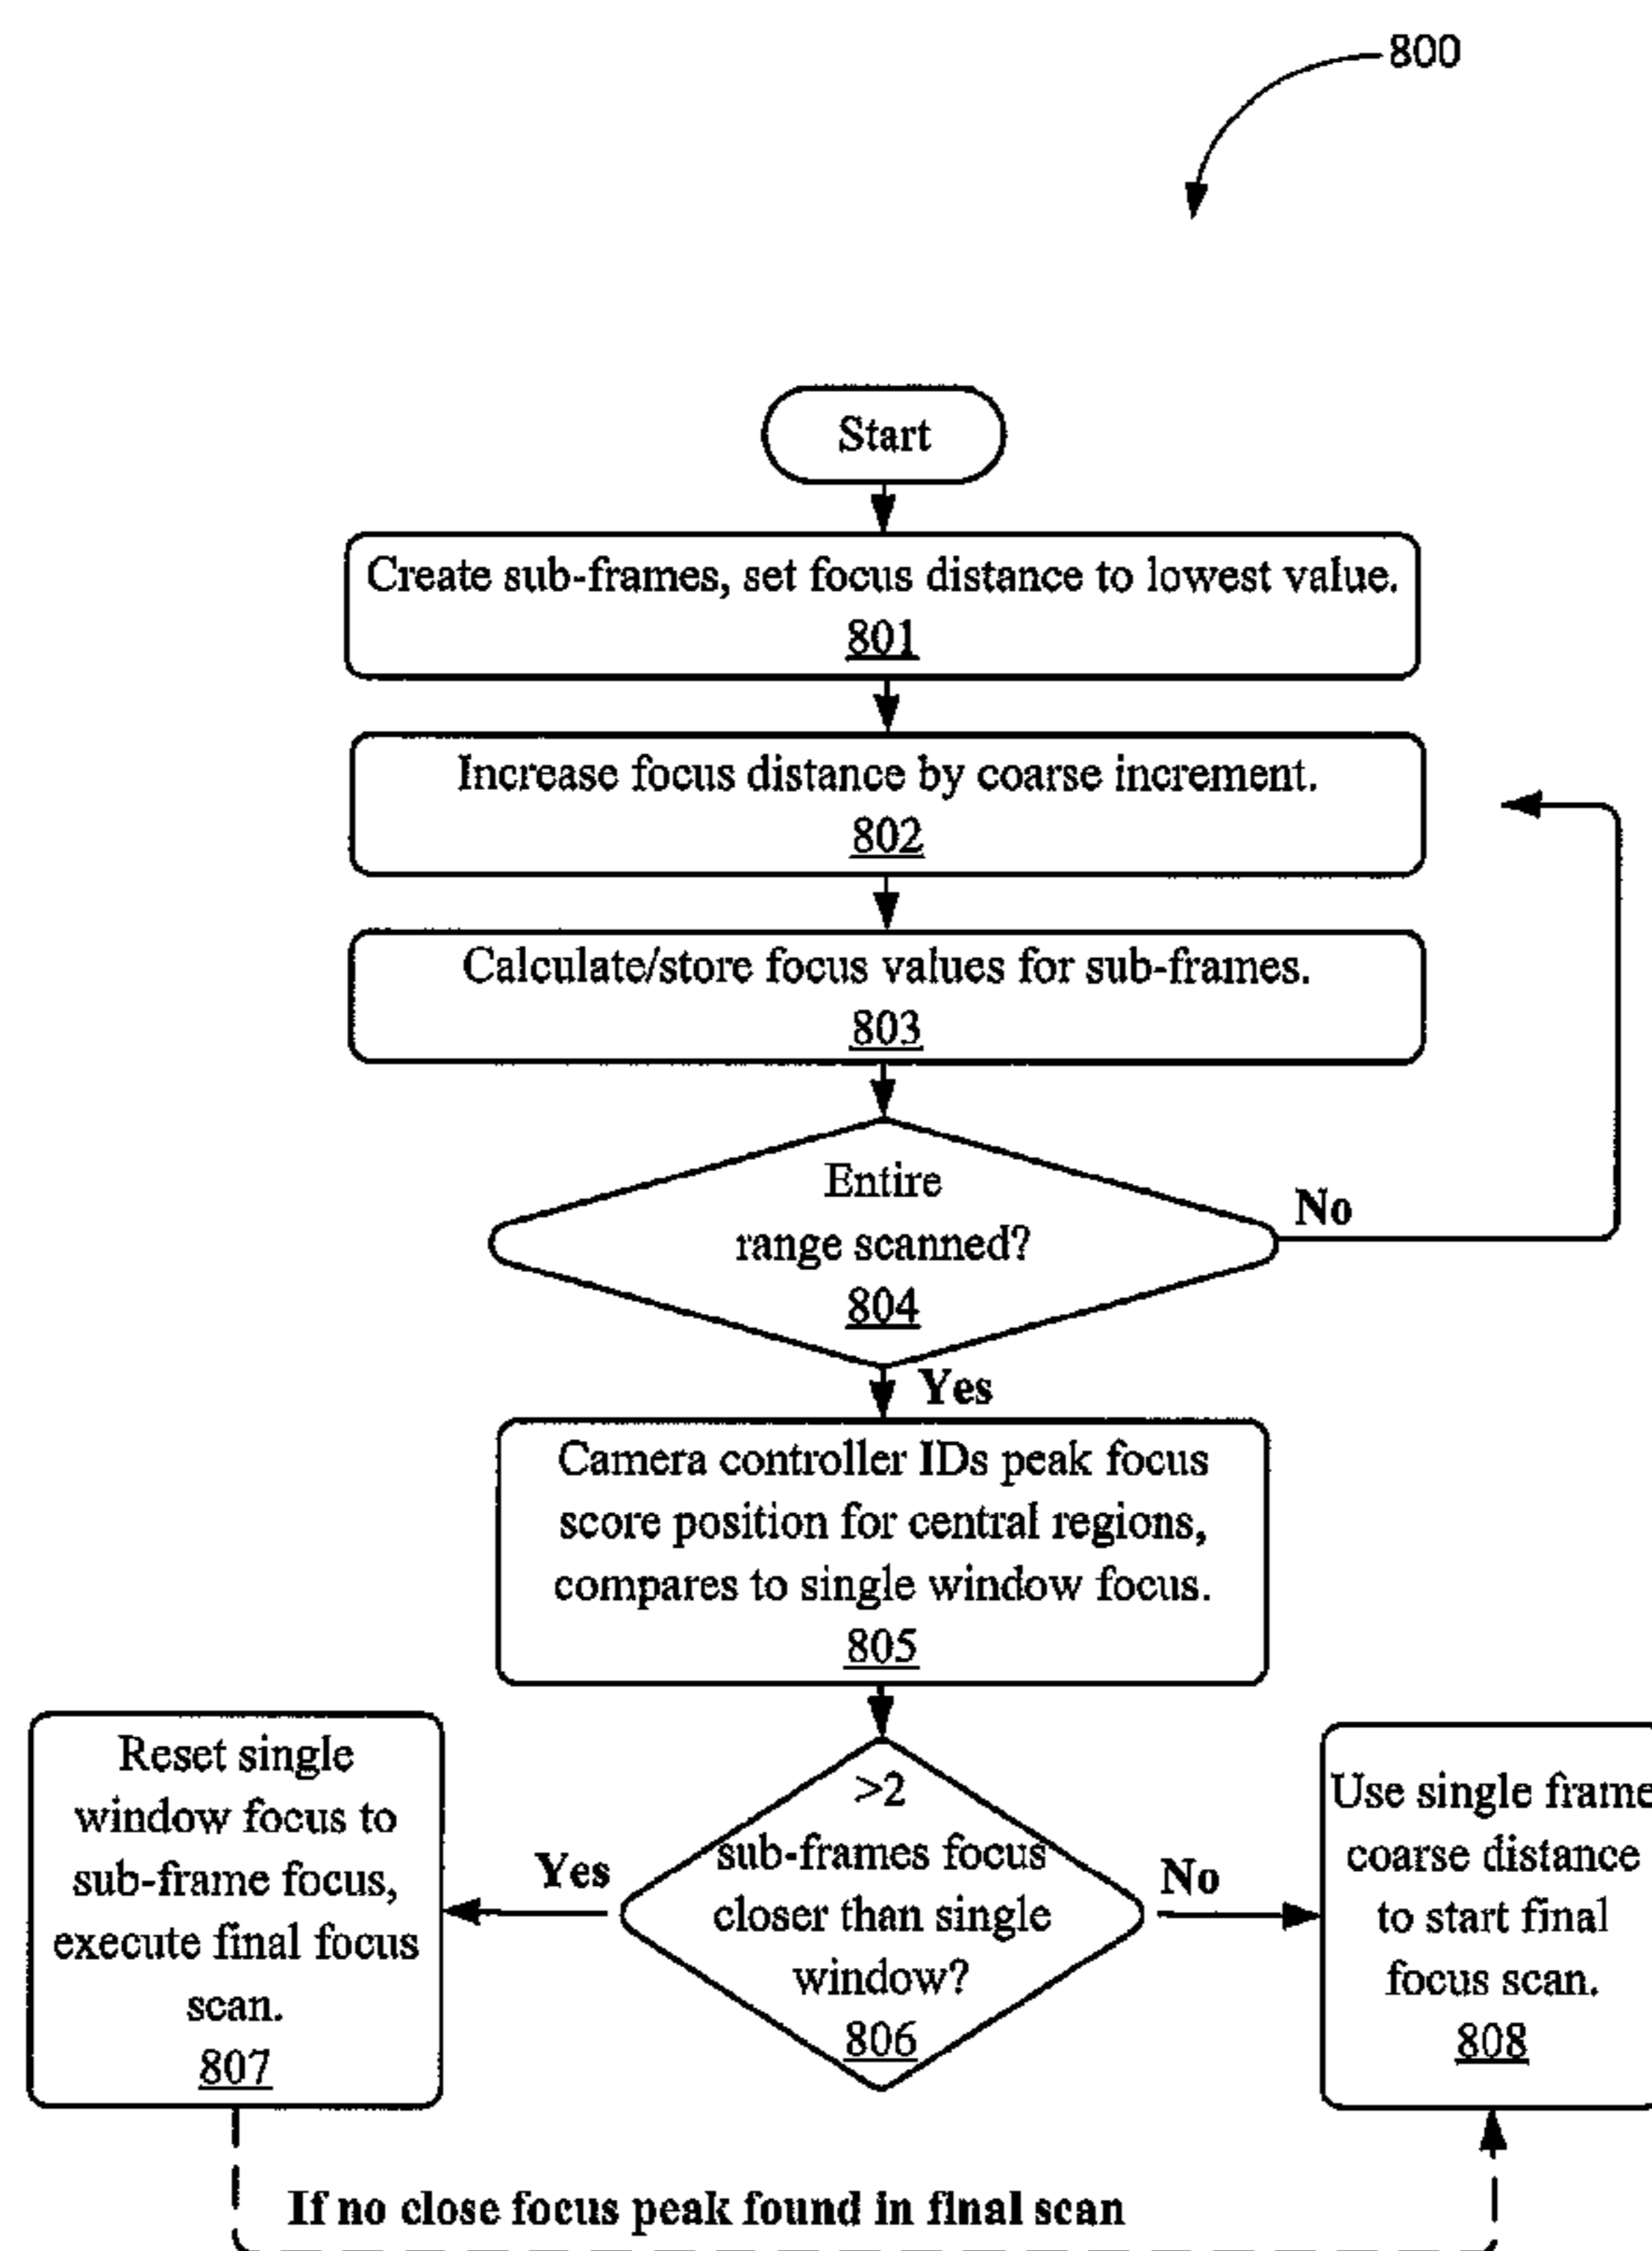 800
Start
Create sub-frames, set focus distance to lowest value.
801
Increase focus distance by coarse increment.
802
Calculate/store focus values for sub-frames.
803
Entire
range scanned?
804
No
Yes
Camera controller IDs peak focus
score position for central regions,
compares to single window focus.
805
>2
sub-frames focus
closer than single
window?
806
Yes
No
Reset single
window focus to
sub-frame focus,
execute final focus
scan.
807
Use single frame
coarse distance
to start final
focus scan.
808
If no close focus peak found in final scan